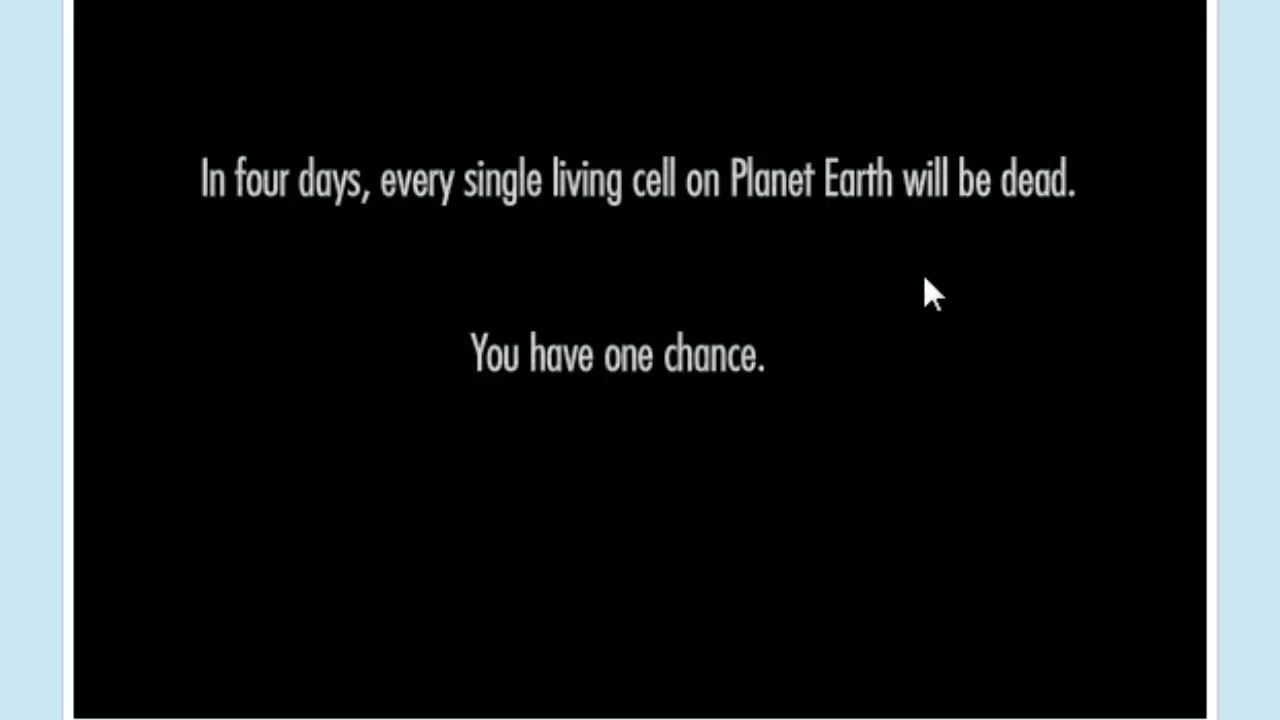 In four days, every single living cell on Planet Earth will be dead.
You have one chance.